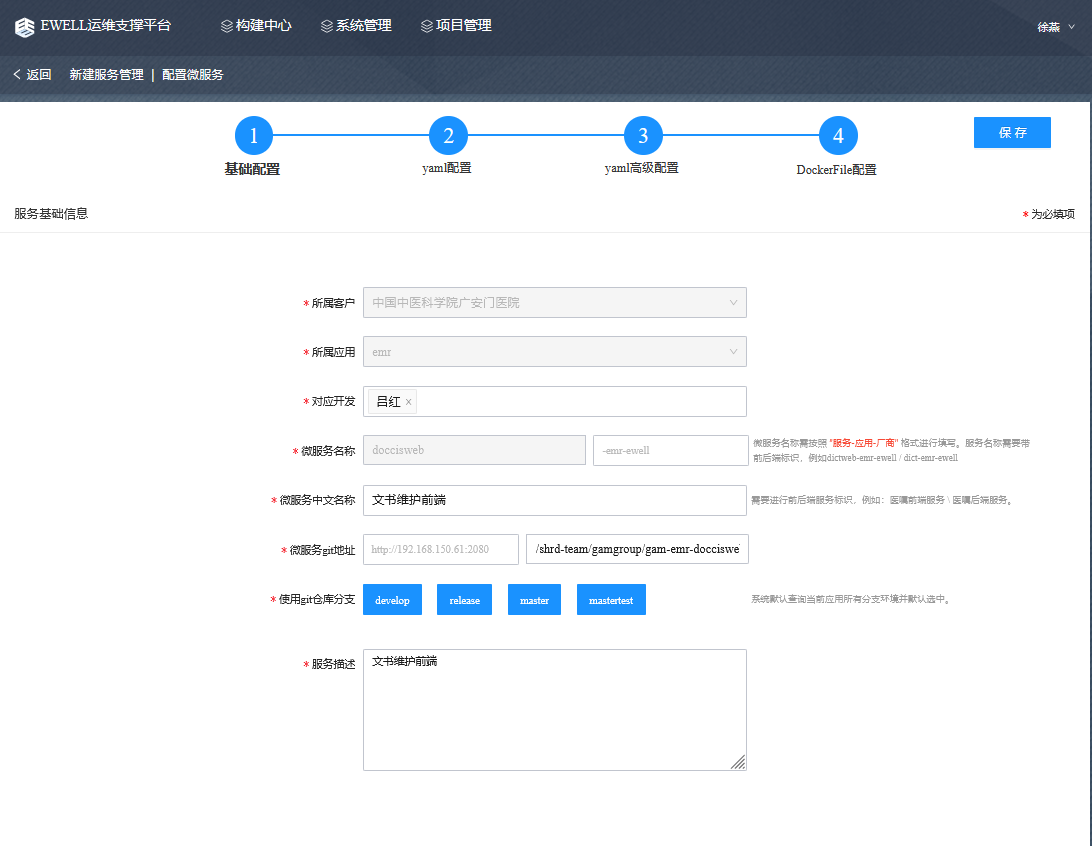 EWELL运维支撑平台
构建中心
系统管理
项目管理
徐燕
返回 新建服务管理 | 配置微服务
1 2 3 4
基础配置 yaml配置 yaml高级配置 DockerFile配置
保存
服务基础信息
* 为必填项
* 所属客户 中国中医科学院广安门医院
* 所属应用 emr
* 对应开发 吕红 ×
* 微服务名称 doccisweb -emr-ewell
微服务名称需按照 "服务-应用-厂商" 格式进行填写。服务名称需要带
前后端标识，例如dictweb-emr-ewell / dict-emr-ewell
* 微服务中文名称 文书维护前端 需要进行前后端服务标识，例如：医嘱前端服务 \ 医嘱后端服务。
* 微服务git地址 http://192.168.150.61:2080 /shrd-team/gamgroup/gam-emr-docciswe
* 使用git仓库分支 develop release master mastertest 系统默认查询当前应用所有分支环境并默认选中。
* 服务描述 文书维护前端